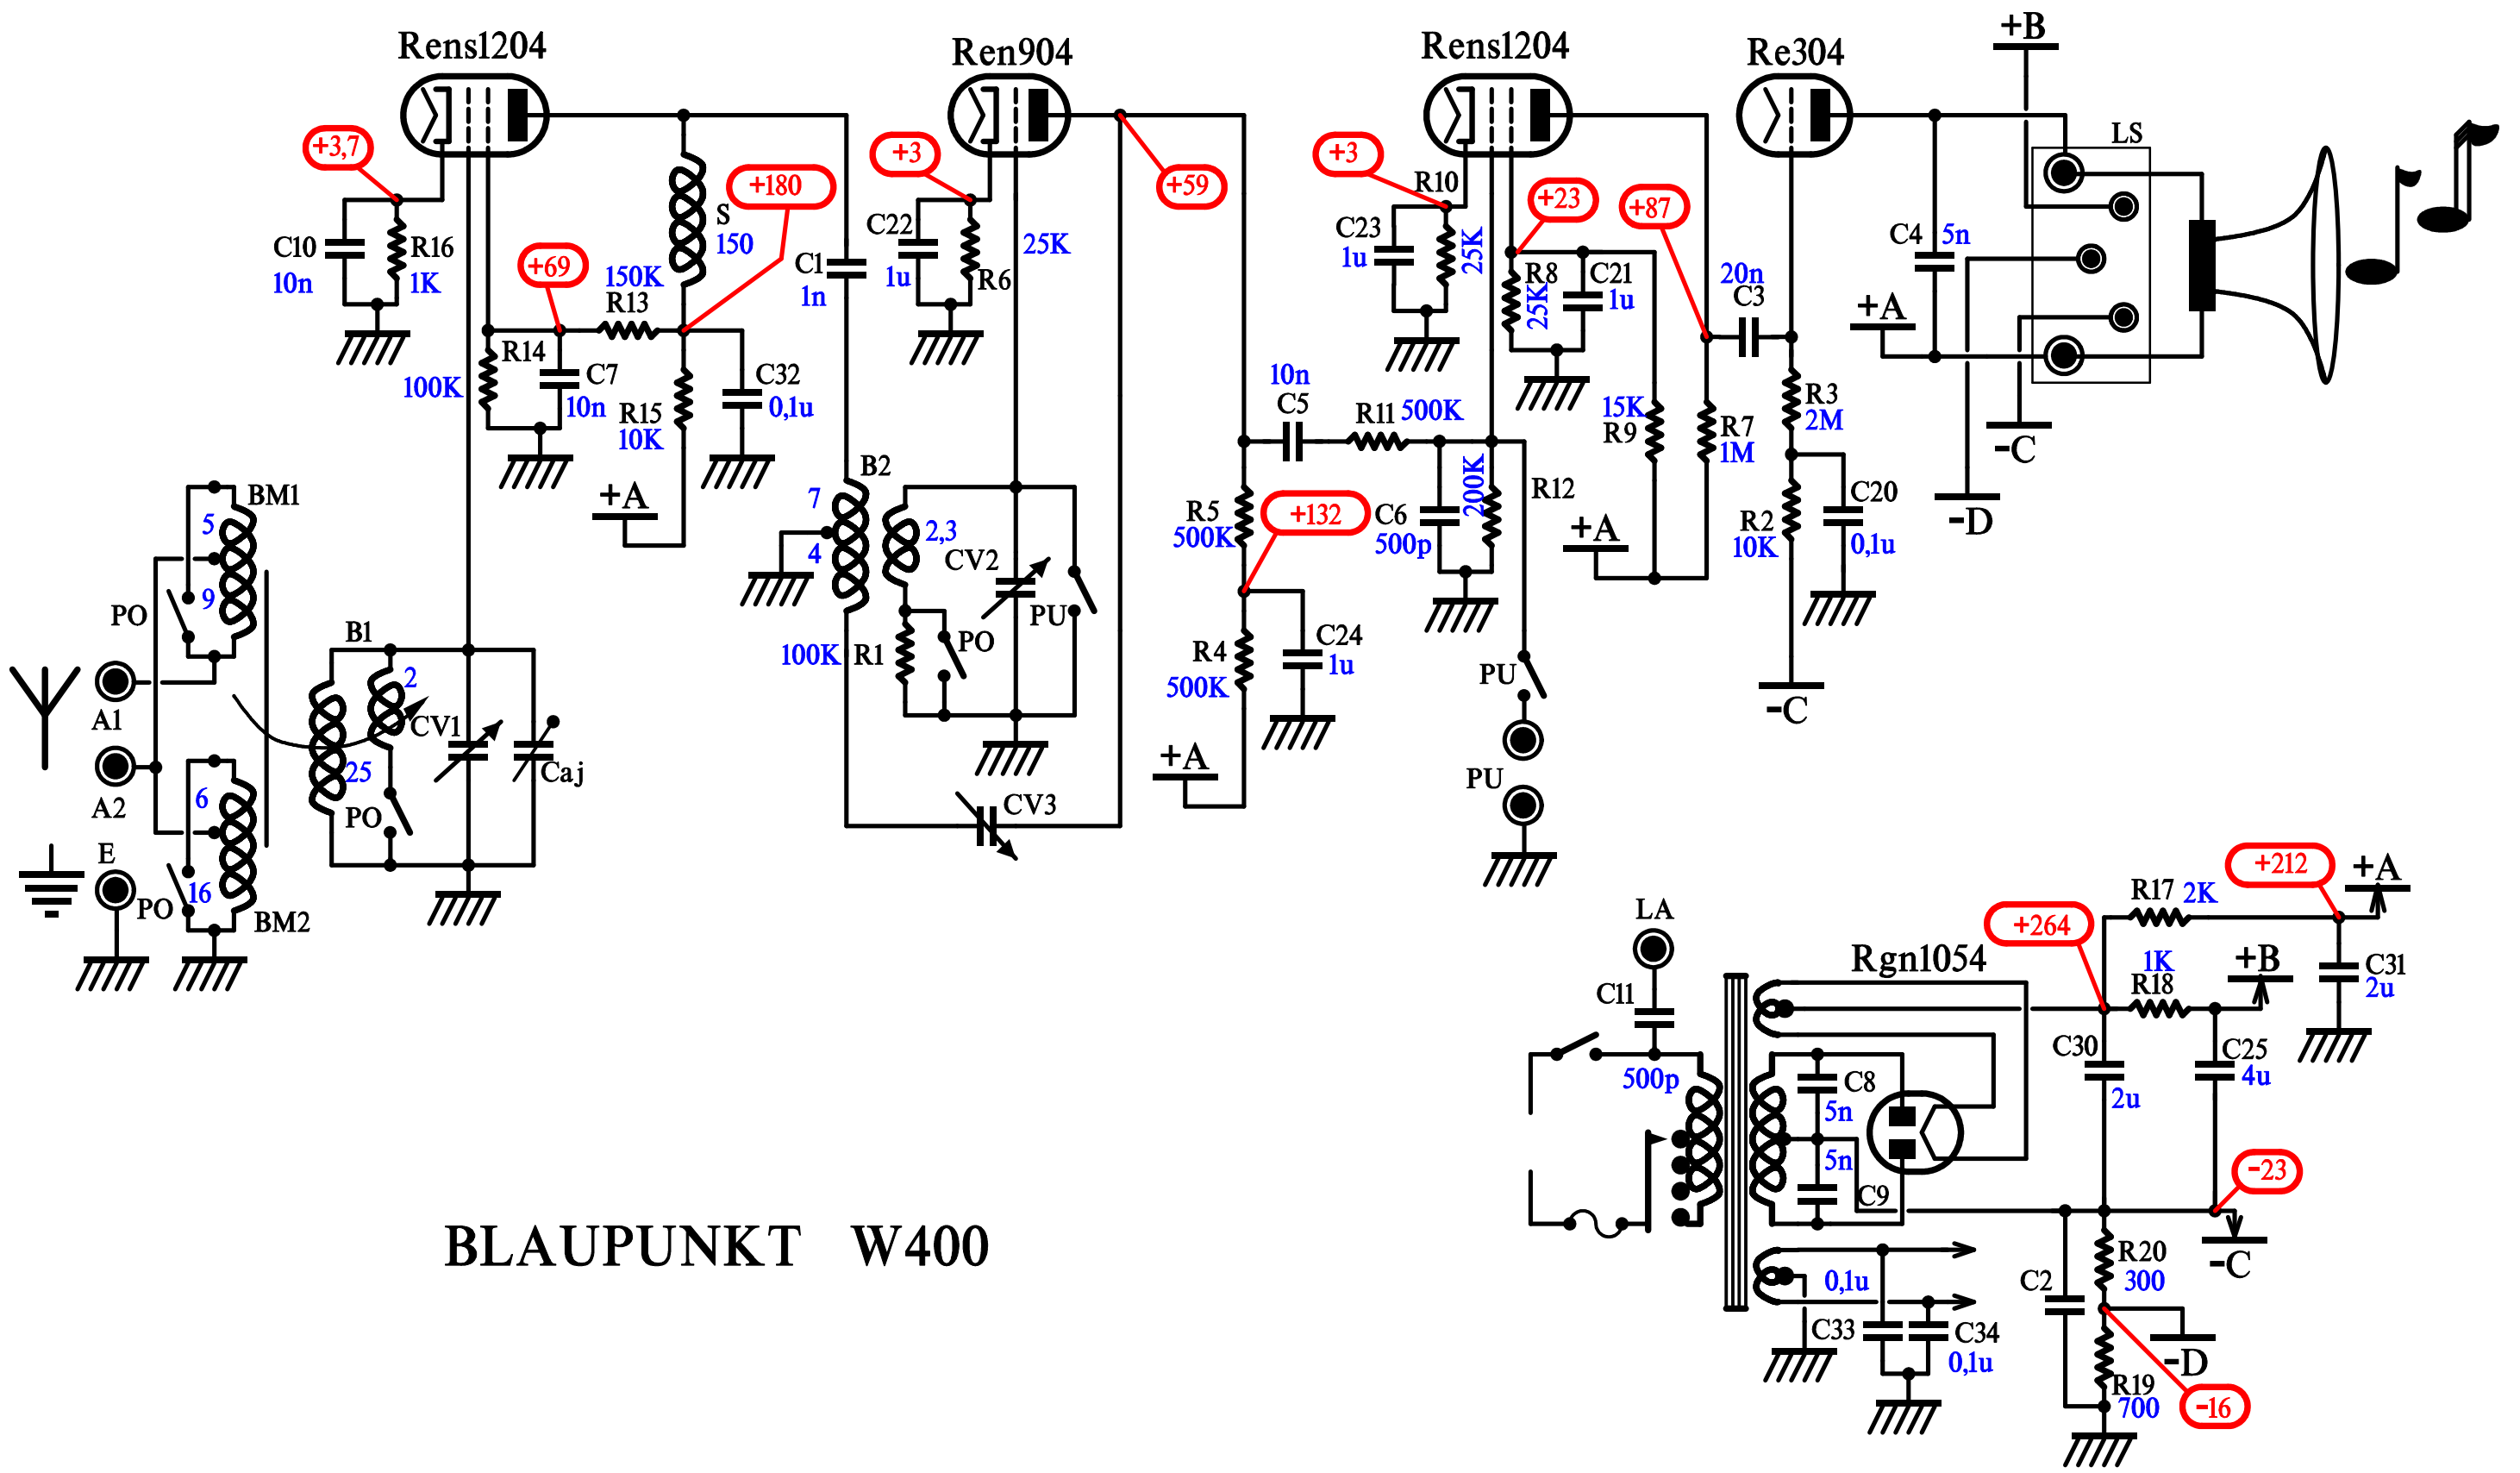 Rens1204
Ren904
Rens1204
Re304
+B
LS
+3,7
+3
+59
+3
R10
+23
+87
+180
S
150
C10
10n
R16
1K
+69
150K
R13
C1
1n
C22
1u
R6
25K
C23
1u
25K
R8
25K
C21
1u
20n
C3
C4
5n
+A
R14
100K
C7
10n
R15
10K
C32
0,1u
+A
10n
C5
R11
500K
15K
R9
R7
1M
R3
2M
-C
-D
BM1
5
9
PO
B2
7
4
2,3
CV2
PU
R5
500K
+132
C6
500p
200K
R12
+A
R2
10K
C20
0,1u
A1
A2
E
B1
2
25
CV1
Caj
PO
100K
R1
PO
R4
500K
C24
1u
PU
-C
6
16
PO
BM2
CV3
+A
PU
LA
C11
500p
Rgn1054
+264
R17
2K
+212
+A
1K
R18
+B
C31
2u
C30
2u
C25
4u
C8
5n
5n
C9
-23
-C
R20
300
C2
-D
R19
700
-16
0,1u
C33
C34
0,1u
BLAUPUNKT W400